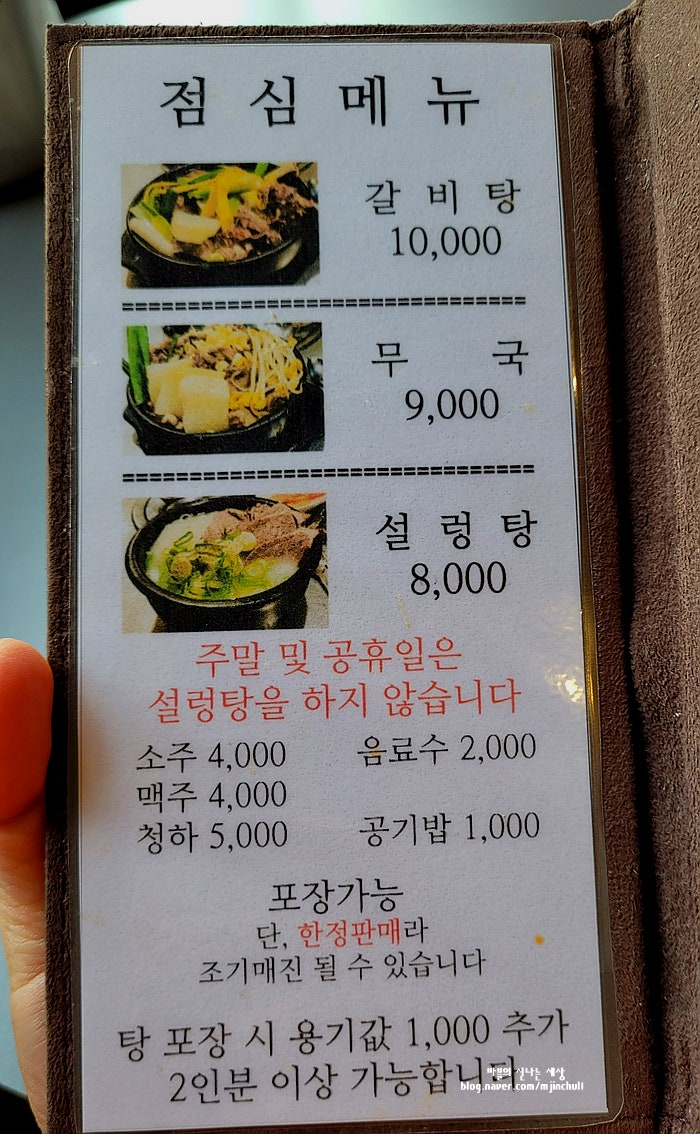 점 심 메 뉴
갈 비 탕
10,000
================================
무 국
9,000
================================
설 렁 탕
8,000
주말 및 공휴일은
설렁탕을 하지 않습니다
소주 4,000 음료수 2,000
맥주 4,000
청하 5,000 공기밥 1,000
포장가능
단, 한정판매라
조기매진 될 수 있습니다
탕 포장 시 용기값 1,000 추가
2인분 이상 가능합니다
신나는 세상
blog.naver.com/mjinchul1